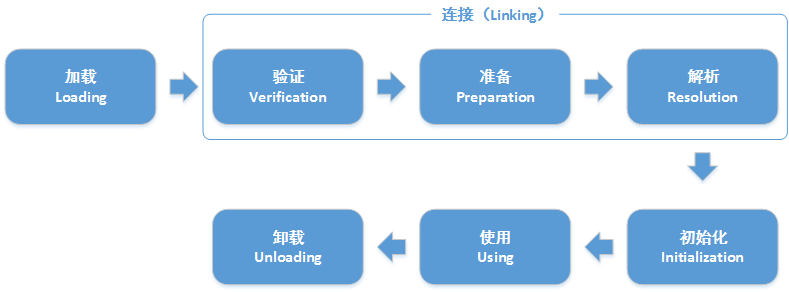 连接（Linking）
加载
Loading
验证
Verification
准备
Preparation
解析
Resolution
初始化
Initialization
使用
Using
卸载
Unloading